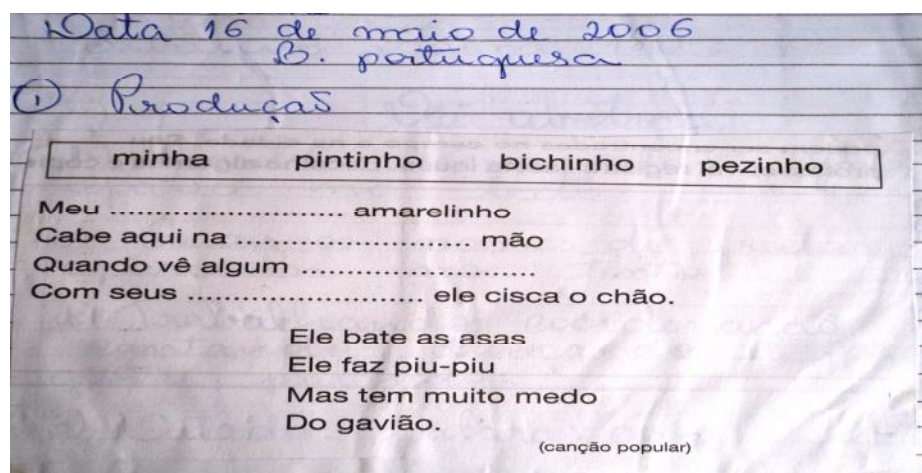 Data 16 de maio de 2006
B. portuguesa
① Produção
minha pintinho bichinho pezinho
Meu .......................... amarelinho
Cabe aqui na .......................... mão
Quando vê algum ..........................
Com seus .......................... ele cisca o chão.
Ele bate as asas
Ele faz piu-piu
Mas tem muito medo
Do gavião.
(canção popular)